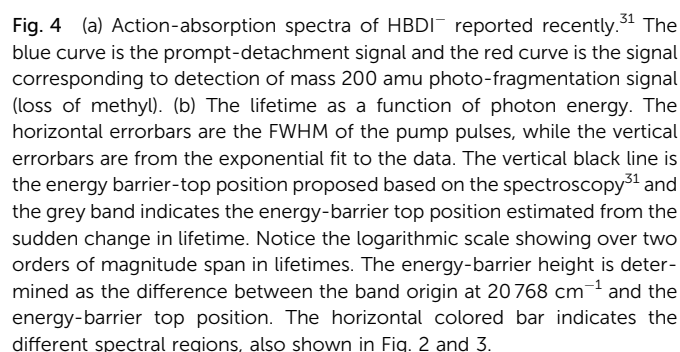 Fig. 4 (a) Action-absorption spectra of HBDI⁻ reported recently.³¹ The
blue curve is the prompt-detachment signal and the red curve is the signal
corresponding to detection of mass 200 amu photo-fragmentation signal
(loss of methyl). (b) The lifetime as a function of photon energy. The
horizontal errorbars are the FWHM of the pump pulses, while the vertical
errorbars are from the exponential fit to the data. The vertical black line is
the energy barrier-top position proposed based on the spectroscopy³¹ and
the grey band indicates the energy-barrier top position estimated from the
sudden change in lifetime. Notice the logarithmic scale showing over two
orders of magnitude span in lifetimes. The energy-barrier height is deter-
mined as the difference between the band origin at 20 768 cm⁻¹ and the
energy-barrier top position. The horizontal colored bar indicates the
different spectral regions, also shown in Fig. 2 and 3.